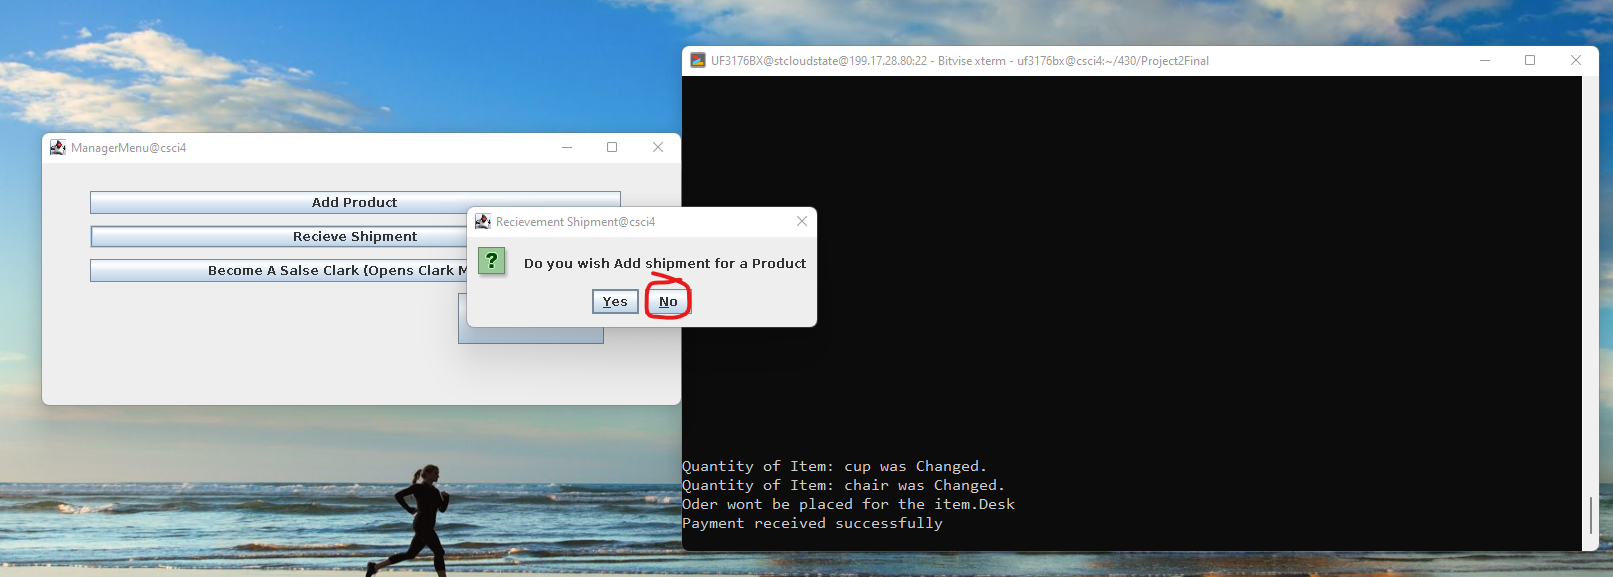 UF3176BX@stcloudstate@199.17.28.80:22 - Bitvise xterm - uf3176bx@csci4:~/430/Project2Final
ManagerMenu@csci4
Add Product
Recieve Shipment
Become A Salse Clark (Opens Clark M
Recievement Shipment@csci4
? Do you wish Add shipment for a Product
Yes No
Quantity of Item: cup was Changed.
Quantity of Item: chair was Changed.
Oder wont be placed for the item.Desk
Payment received successfully